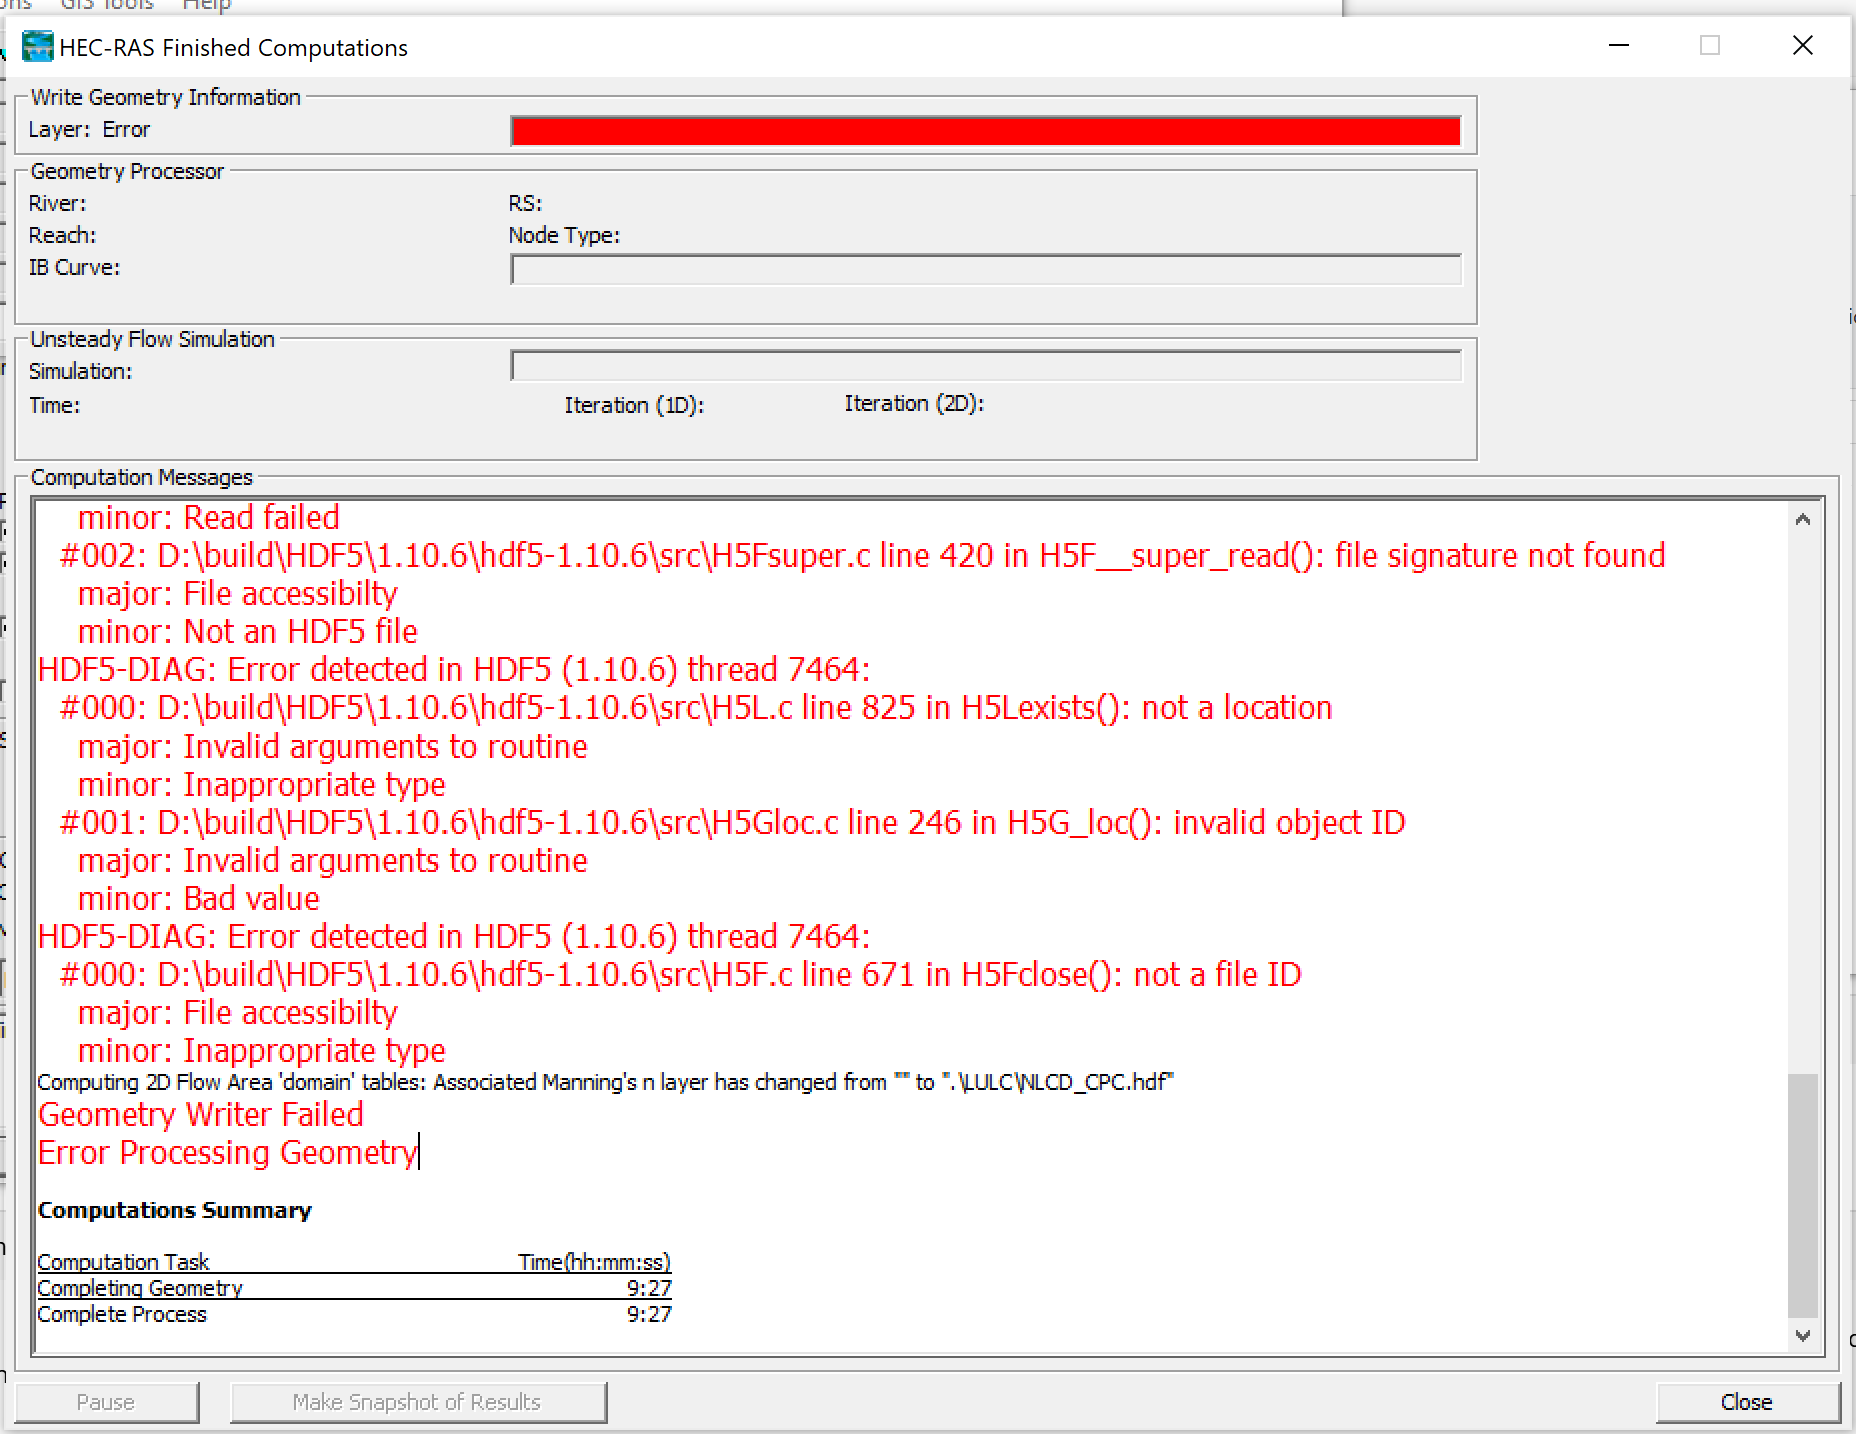 GIS Tools Help
HEC-RAS Finished Computations
Write Geometry Information
Layer: Error
Geometry Processor
River: RS:
Reach: Node Type:
IB Curve:
Unsteady Flow Simulation
Simulation:
Time: Iteration (1D): Iteration (2D):
Computation Messages
minor: Read failed
#002: D:\build\HDF5\1.10.6\hdf5-1.10.6\src\H5Fsuper.c line 420 in H5F__super_read(): file signature not found
major: File accessibilty
minor: Not an HDF5 file
HDF5-DIAG: Error detected in HDF5 (1.10.6) thread 7464:
#000: D:\build\HDF5\1.10.6\hdf5-1.10.6\src\H5L.c line 825 in H5Lexists(): not a location
major: Invalid arguments to routine
minor: Inappropriate type
#001: D:\build\HDF5\1.10.6\hdf5-1.10.6\src\H5Gloc.c line 246 in H5G_loc(): invalid object ID
major: Invalid arguments to routine
minor: Bad value
HDF5-DIAG: Error detected in HDF5 (1.10.6) thread 7464:
#000: D:\build\HDF5\1.10.6\hdf5-1.10.6\src\H5F.c line 671 in H5Fclose(): not a file ID
major: File accessibilty
minor: Inappropriate type
Computing 2D Flow Area 'domain' tables: Associated Manning's n layer has changed from "" to ".\LULC\NLCD_CPC.hdf"
Geometry Writer Failed
Error Processing Geometry
Computations Summary
Computation Task Time(hh:mm:ss)
Completing Geometry 9:27
Complete Process 9:27
Pause Make Snapshot of Results Close